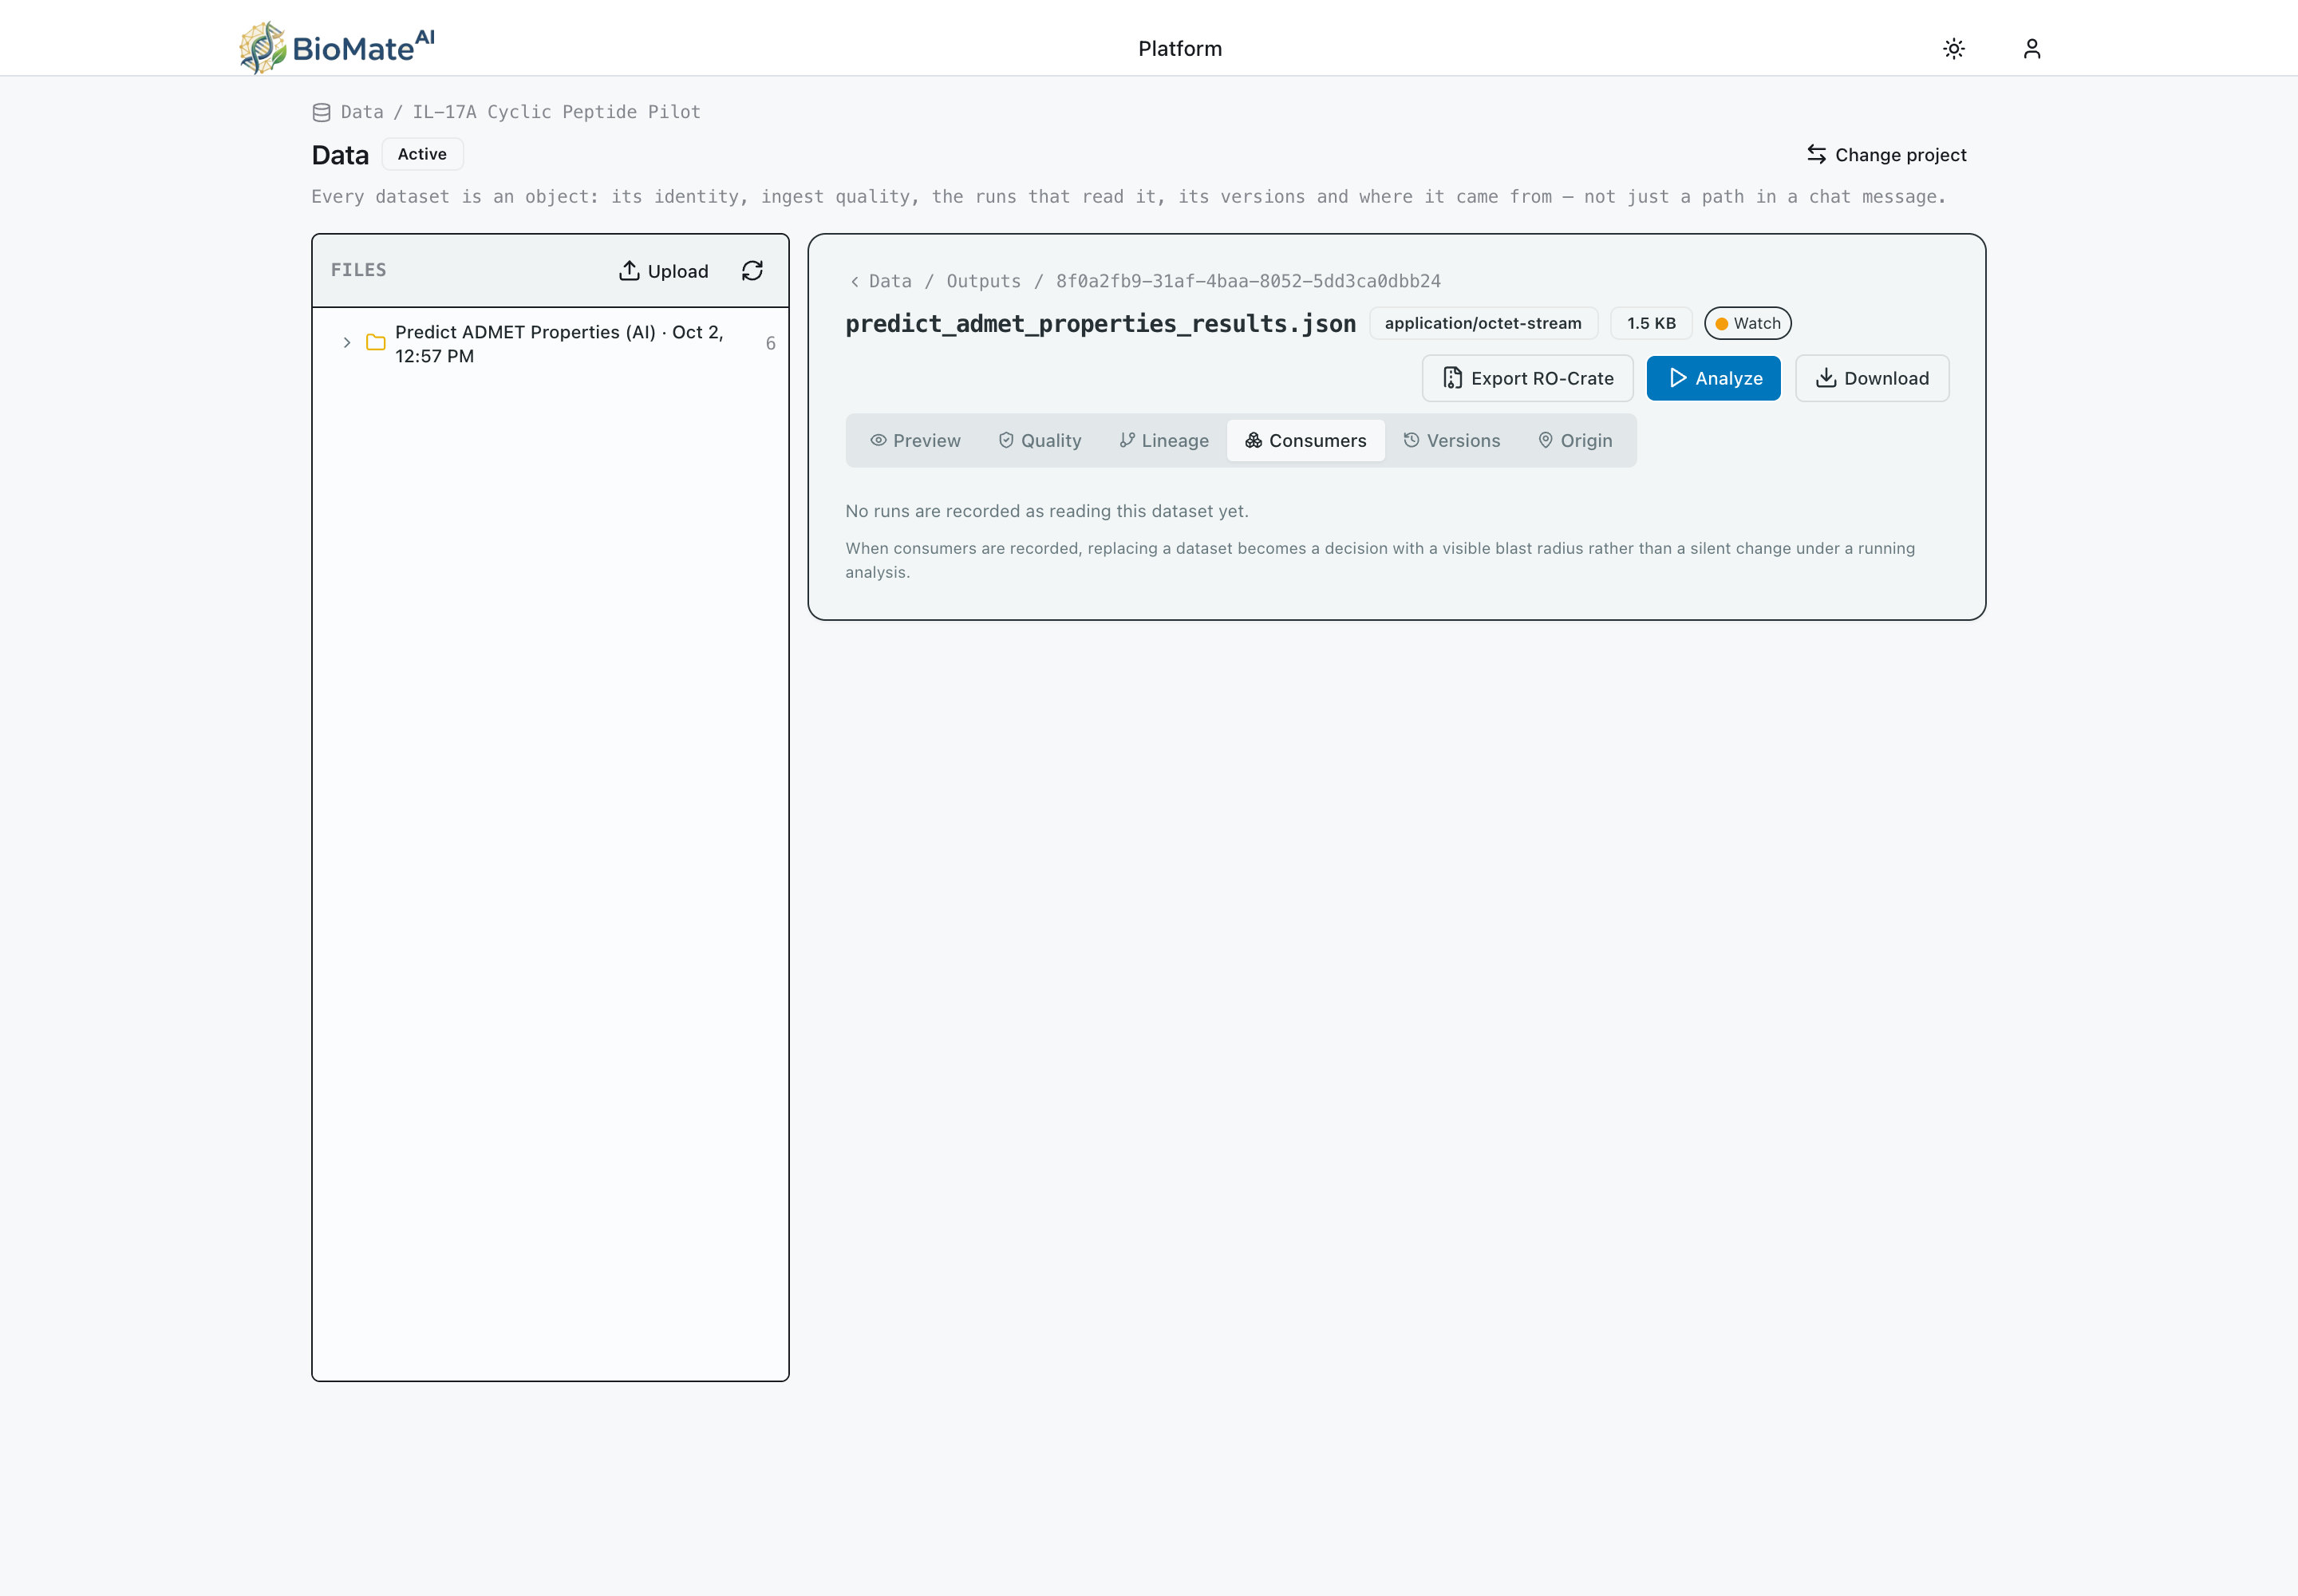 BioMate AI
Platform
Data / IL-17A Cyclic Peptide Pilot
Data
Active
Change project
Every dataset is an object: its identity, ingest quality, the runs that read it, its versions and where it came from — not just a path in a chat message.
FILES
Upload
Predict ADMET Properties (AI) · Oct 2,
12:57 PM
6
Data / Outputs / 8f0a2fb9-31af-4baa-8052-5dd3ca0dbb24
predict_admet_properties_results.json
application/octet-stream
1.5 KB
Watch
Export RO-Crate
Analyze
Download
Preview
Quality
Lineage
Consumers
Versions
Origin
No runs are recorded as reading this dataset yet.
When consumers are recorded, replacing a dataset becomes a decision with a visible blast radius rather than a silent change under a running
analysis.